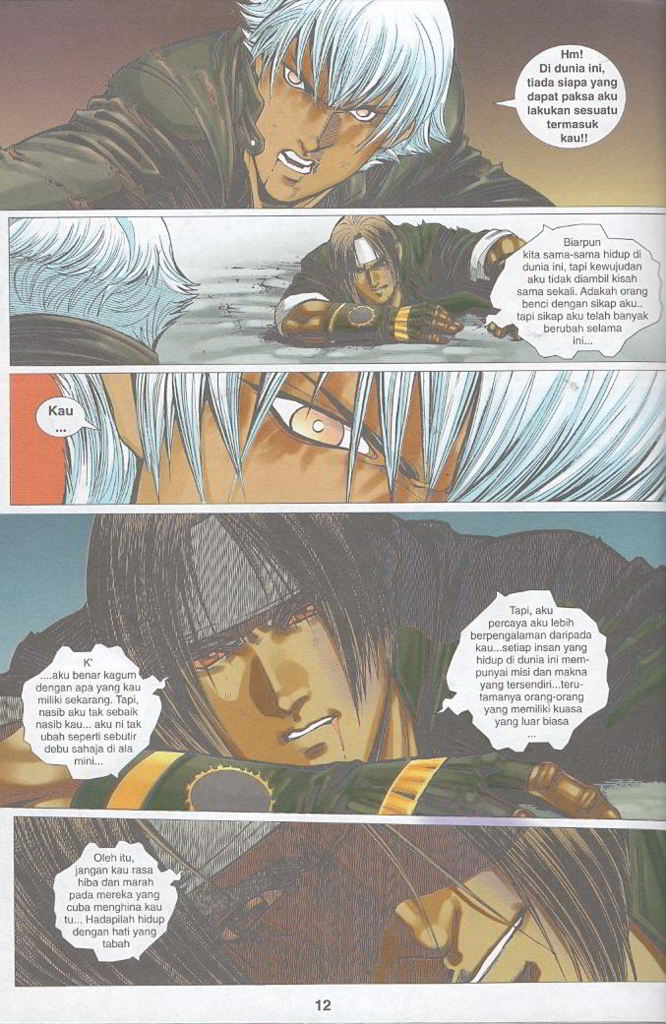 Hm!
Di dunia ini,
tiada siapa yang
dapat paksa aku
lakukan sesuatu
termasuk
kau!!
Biarpun
kita sama-sama hidup di
dunia ini, tapi kewujudan
aku tidak diambil kisah
sama sekali. Adakah orang
benci dengan sikap aku..
tapi sikap aku telah banyak
berubah selama
ini...
Kau
...
K'
....aku benar kagum
dengan apa yang kau
miliki sekarang. Tapi,
nasib aku tak sebaik
nasib kau... aku ni tak
ubah seperti sebutir
debu sahaja di ala
mini...
Tapi, aku
percaya aku lebih
berpengalaman daripada
kau...setiap insan yang
hidup di dunia ini mem-
punyai misi dan makna
yang tersendiri...teru-
tamanya orang-orang
yang memiliki kuasa
yang luar biasa
...
Oleh itu,
jangan kau rasa
hiba dan marah
pada mereka yang
cuba menghina kau
tu... Hadapilah hidup
dengan hati yang
tabah
12